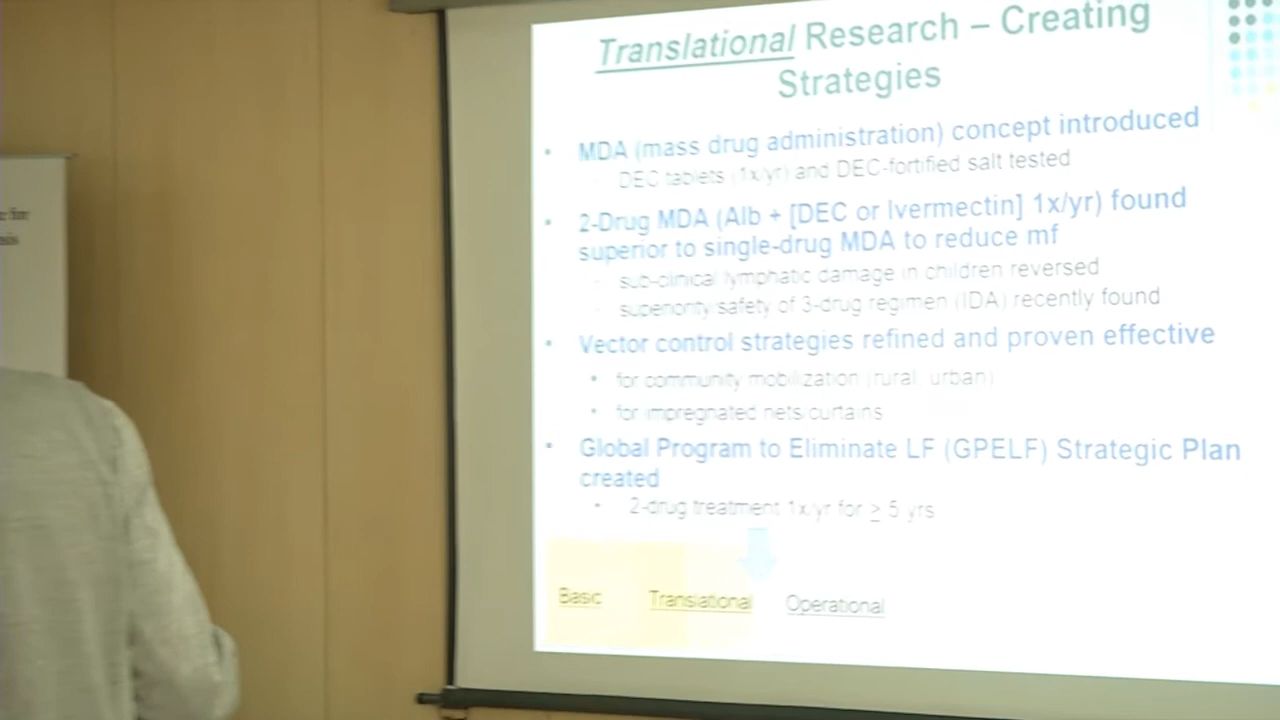 Translational Research – Creating
Strategies
MDA (mass drug administration) concept introduced
DEC tablets (1x/yr) and DEC-fortified salt tested
2-Drug MDA (Alb + [DEC or Ivermectin] 1x/yr) found
superior to single-drug MDA to reduce mf
sub-clinical lymphatic damage in children reversed
superiority/safety of 3-drug regimen (IDA) recently found
Vector control strategies refined and proven effective
for community mobilization (rural, urban)
for impregnated nets/curtains
Global Program to Eliminate LF (GPELF) Strategic Plan
created
2-drug treatment 1x/yr for ≥ 5 yrs
Basic Translational Operational